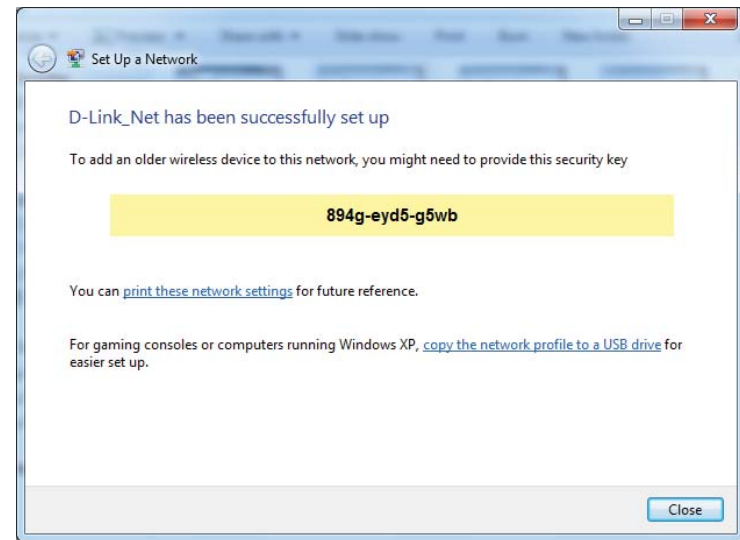 Set Up a Network
D-Link_Net has been successfully set up
To add an older wireless device to this network, you might need to provide this security key
894g-eyd5-g5wb
You can print these network settings for future reference.
For gaming consoles or computers running Windows XP, copy the network profile to a USB drive for
easier set up.
Close